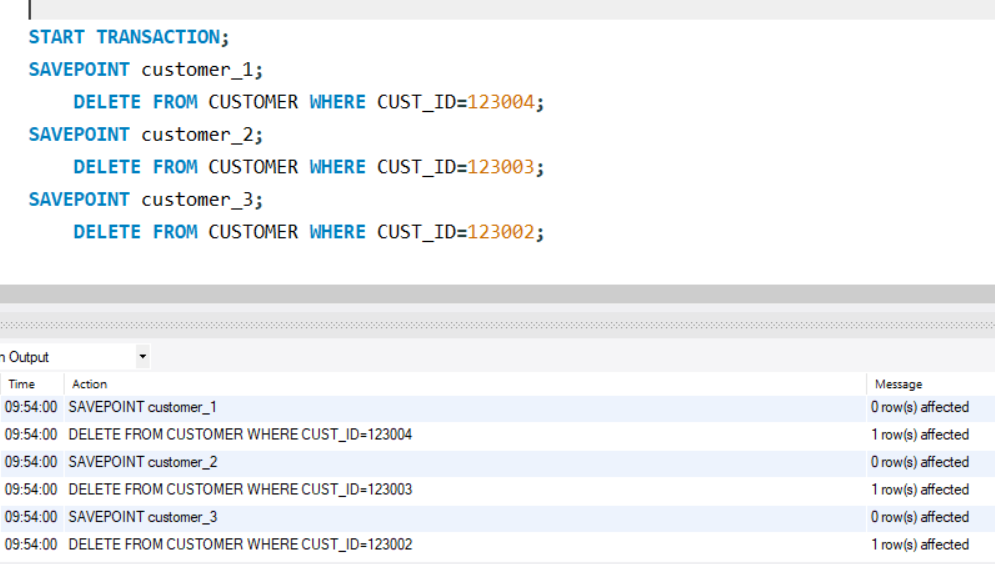 START TRANSACTION;
SAVEPOINT customer_1;
DELETE FROM CUSTOMER WHERE CUST_ID=123004;
SAVEPOINT customer_2;
DELETE FROM CUSTOMER WHERE CUST_ID=123003;
SAVEPOINT customer_3;
DELETE FROM CUSTOMER WHERE CUST_ID=123002;
n Output
Time Action Message
09:54:00 SAVEPOINT customer_1 0 row(s) affected
09:54:00 DELETE FROM CUSTOMER WHERE CUST_ID=123004 1 row(s) affected
09:54:00 SAVEPOINT customer_2 0 row(s) affected
09:54:00 DELETE FROM CUSTOMER WHERE CUST_ID=123003 1 row(s) affected
09:54:00 SAVEPOINT customer_3 0 row(s) affected
09:54:00 DELETE FROM CUSTOMER WHERE CUST_ID=123002 1 row(s) affected